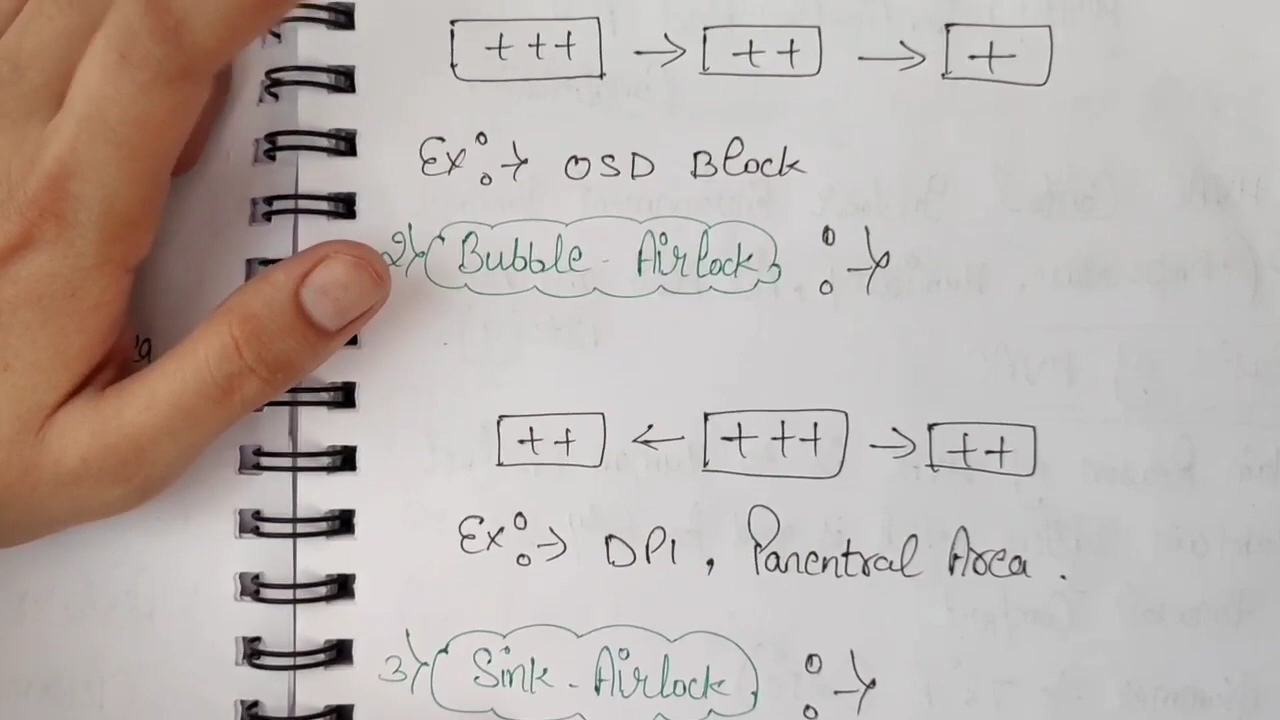 +++ → ++ → +
Ex:→ OSD Block
2) Bubble - Airlock :→
++ ← +++ → ++
Ex:→ DPI, Parentral Area.
3) Sink - Airlock :→